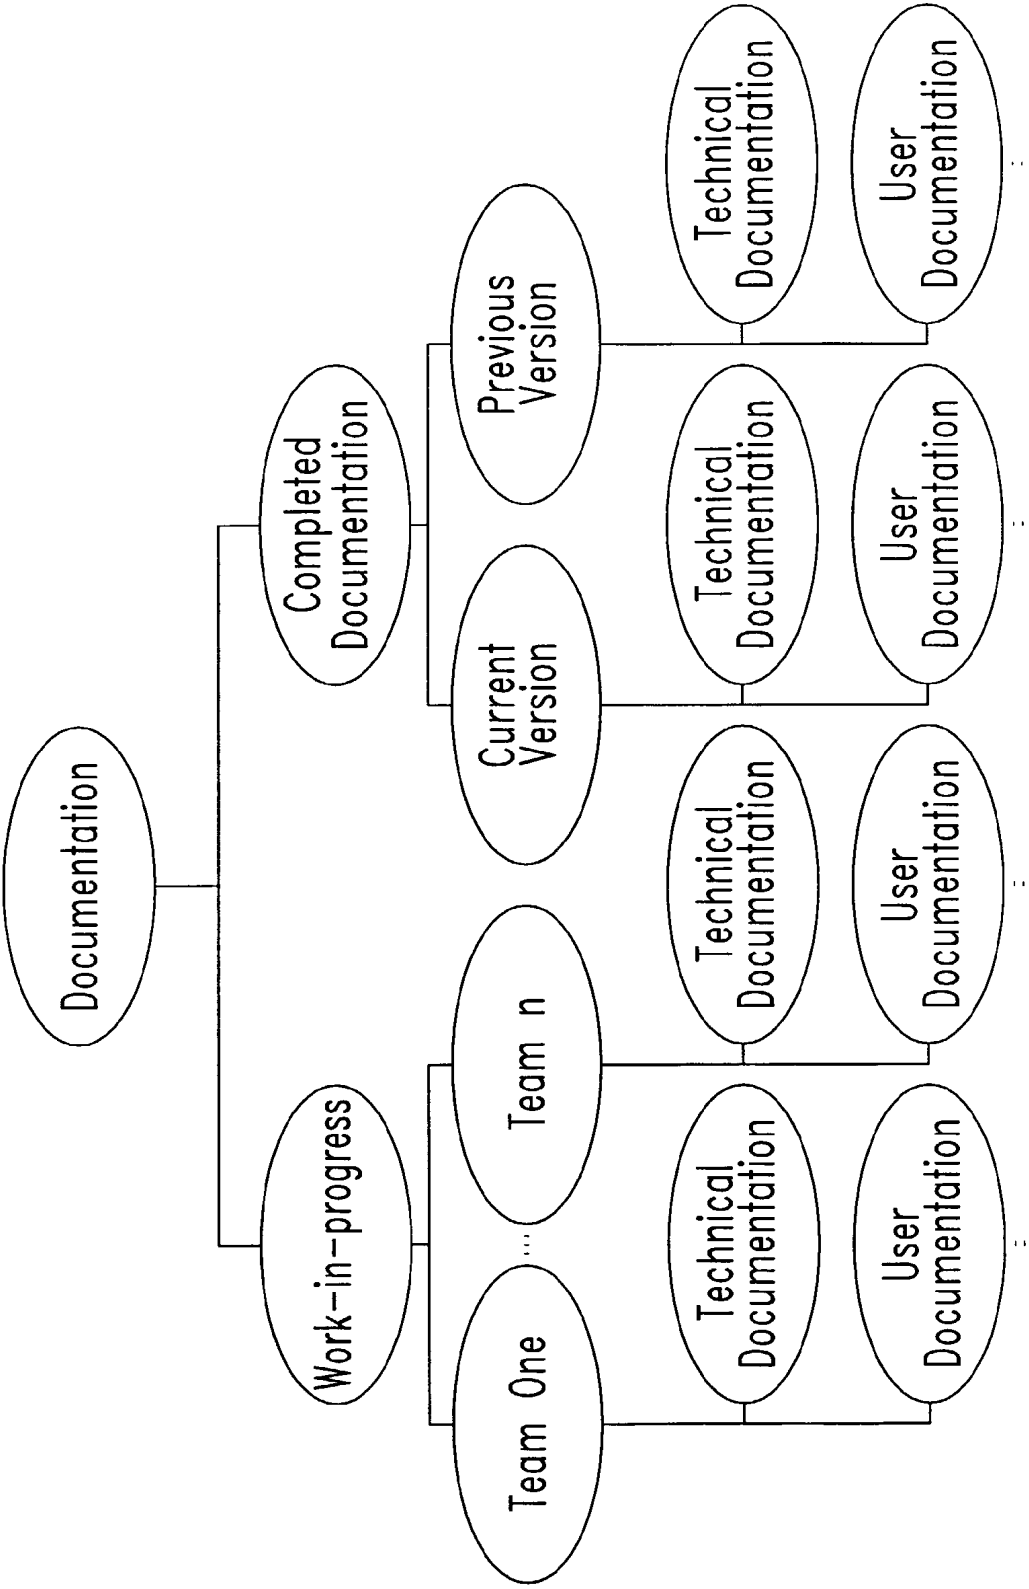 Documentation
Work-in-progress
Completed
Documentation
Team One
.....
Team n
Current
Version
Previous
Version
Technical
Documentation
Technical
Documentation
Technical
Documentation
Technical
Documentation
User
Documentation
User
Documentation
User
Documentation
User
Documentation